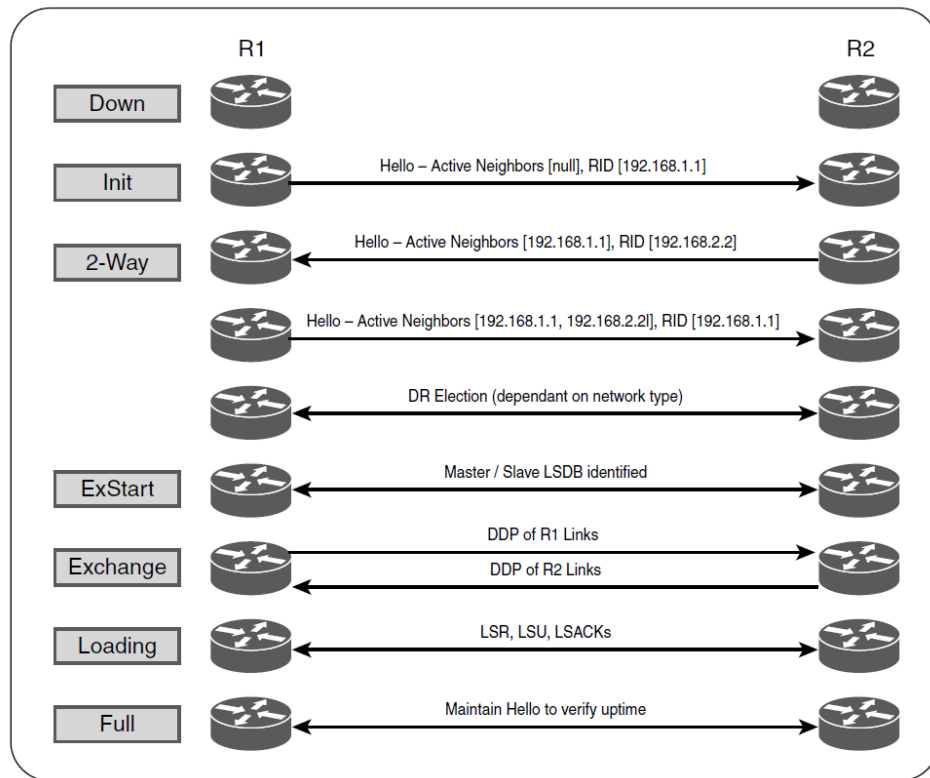 R1 R2
Down
Init
Hello – Active Neighbors [null], RID [192.168.1.1]
2-Way
Hello – Active Neighbors [192.168.1.1], RID [192.168.2.2]
Hello – Active Neighbors [192.168.1.1, 192.168.2.2l], RID [192.168.1.1]
DR Election (dependant on network type)
ExStart
Master / Slave LSDB identified
Exchange
DDP of R1 Links
DDP of R2 Links
Loading
LSR, LSU, LSACKs
Full
Maintain Hello to verify uptime